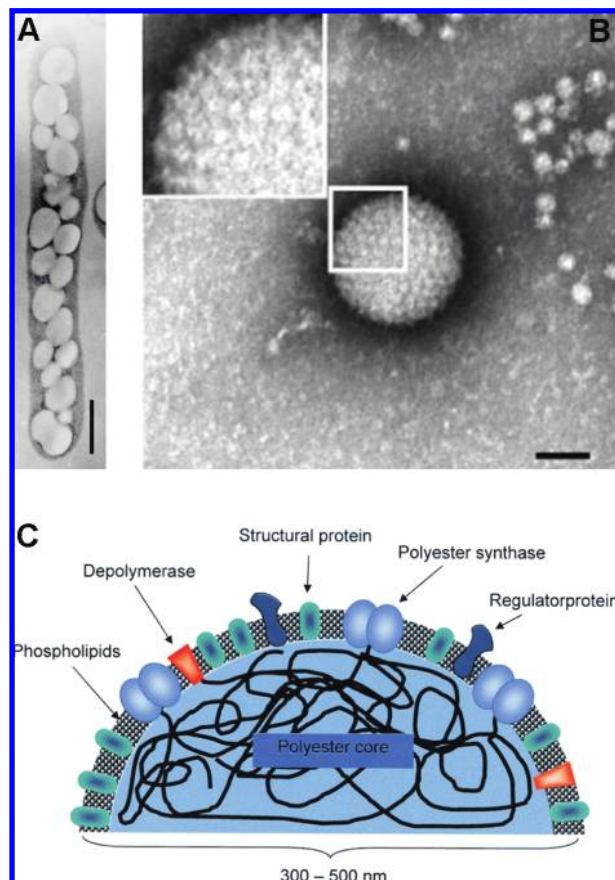 A
B
C
Structural protein
Polyester synthase
Depolymerase
Regulatorprotein
Phospholipids
Polyester core
300 – 500 nm